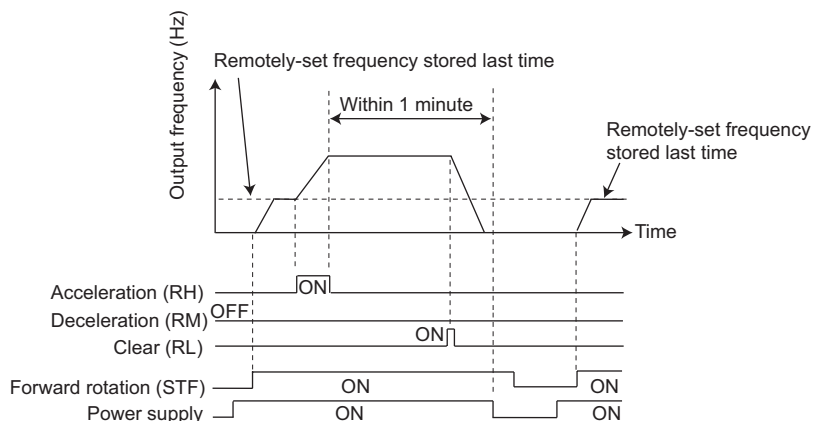 Output frequency (Hz)
Remotely-set frequency stored last time
Within 1 minute
Remotely-set frequency
stored last time
Time
Acceleration (RH)
ON
Deceleration (RM)
OFF
Clear (RL)
ON
Forward rotation (STF)
ON
ON
Power supply
ON
ON